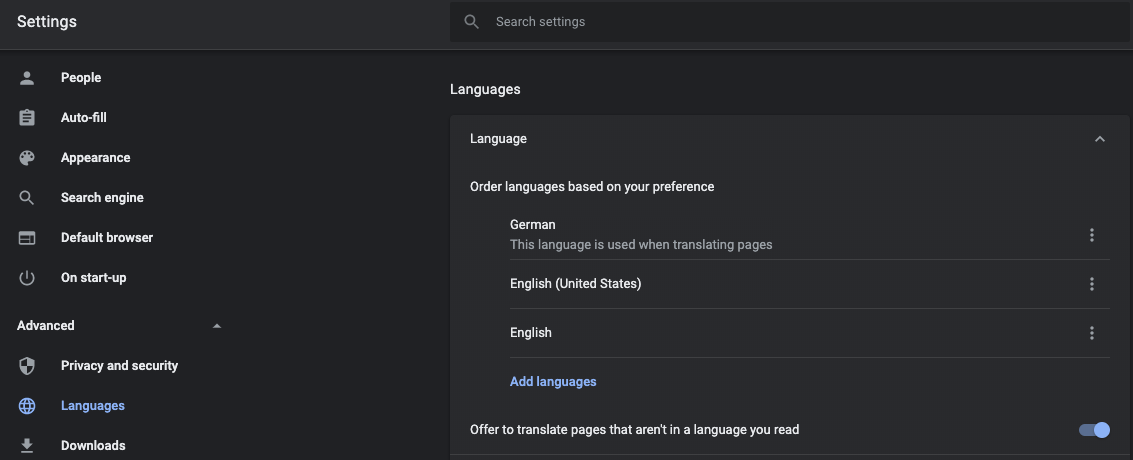 Settings
Search settings
People
Auto-fill
Appearance
Search engine
Default browser
On start-up
Advanced
Privacy and security
Languages
Downloads
Languages
Language
Order languages based on your preference
German
This language is used when translating pages
English (United States)
English
Add languages
Offer to translate pages that aren't in a language you read